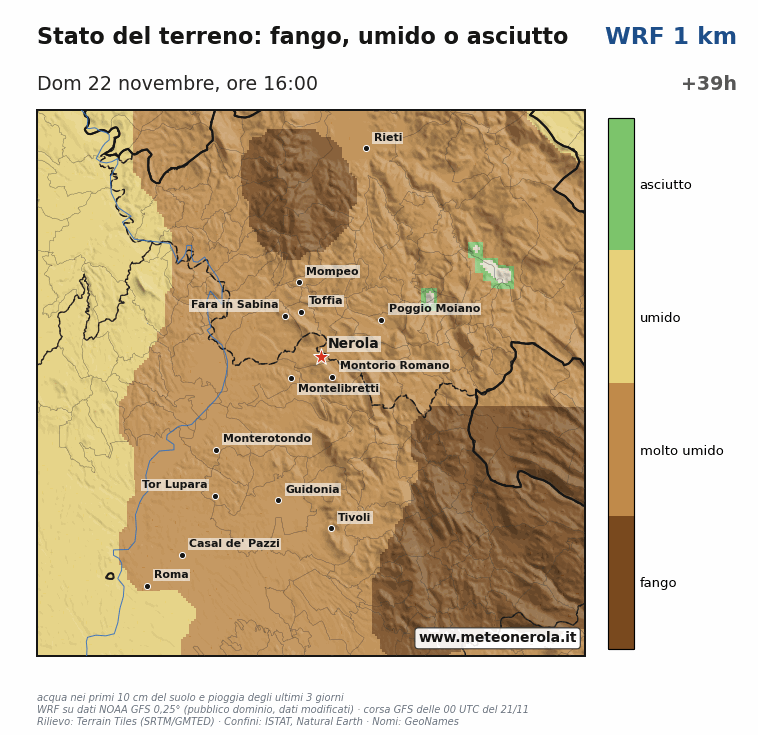 Stato del terreno: fango, umido o asciutto
WRF 1 km
Dom 22 novembre, ore 16:00
+39h
Rieti
asciutto
Mompeo
Fara in Sabina
Toffia
Poggio Moiano
umido
Nerola
Montorio Romano
Montelibretti
Monterotondo
molto umido
Tor Lupara
Guidonia
Tivoli
Casal de' Pazzi
Roma
fango
www.meteonerola.it
acqua nei primi 10 cm del suolo e pioggia degli ultimi 3 giorni
WRF su dati NOAA GFS 0,25° (pubblico dominio, dati modificati) · corsa GFS delle 00 UTC del 21/11
Rilievo: Terrain Tiles (SRTM/GMTED) · Confini: ISTAT, Natural Earth · Nomi: GeoNames